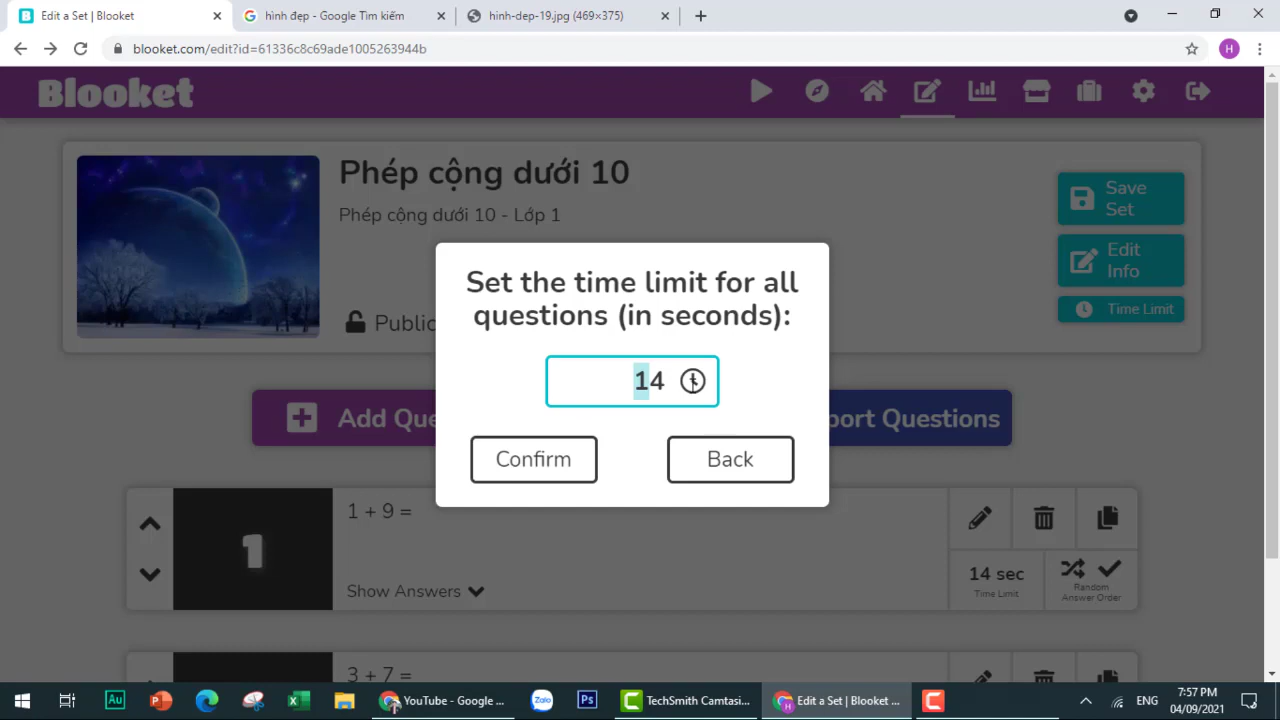 Edit a Set | Blooket
hình đẹp - Google Tìm kiếm
hinh-dep-19.jpg (469×375)
blooket.com/edit?id=61336c8c69ade1005263944b
H
Blooket
Phép cộng dưới 10
Phép cộng dưới 10 - Lớp 1
Save
Set
Edit
Info
Time Limit
Public
Set the time limit for all
questions (in seconds):
14
Confirm
Back
Add Que
port Questions
1
1 + 9 =
Show Answers
14 sec
Time Limit
Random
Answer Order
3 + 7 =
Au
YouTube - Google ...
Zalo
Ps
TechSmith Camtasi...
Edit a Set | Blooket ...
ENG
7:57 PM
04/09/2021